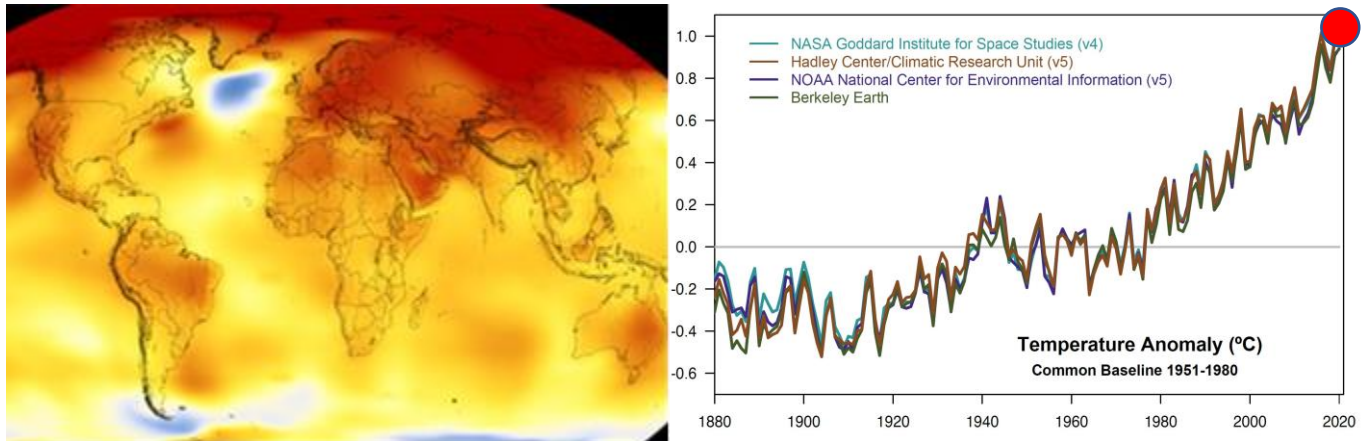 1.0
0.8
0.6
0.4
0.2
0.0
-0.2
-0.4
-0.6
NASA Goddard Institute for Space Studies (v4)
Hadley Center/Climatic Research Unit (v5)
NOAA National Center for Environmental Information (v5)
Berkeley Earth
Temperature Anomaly (ºC)
Common Baseline 1951-1980
1880 1900 1920 1940 1960 1980 2000 2020